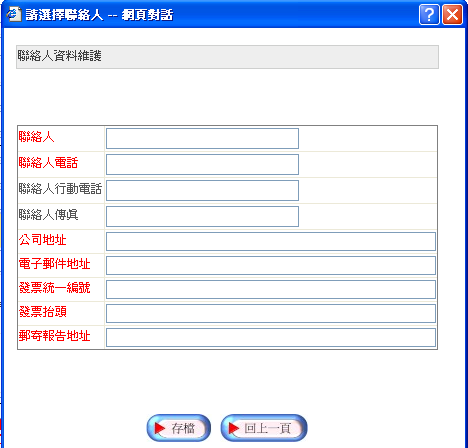 請選擇聯絡人 -- 網頁對話
聯絡人資料維護
聯絡人
聯絡人電話
聯絡人行動電話
聯絡人傳真
公司地址
電子郵件地址
發票統一編號
發票抬頭
郵寄報告地址
存檔
回上一頁